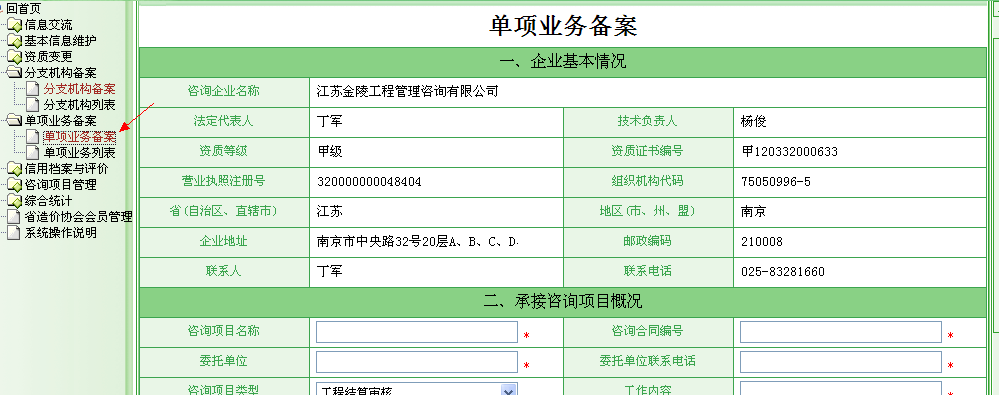 回首页
信息交流
基本信息维护
资质变更
分支机构备案
分支机构备案
分支机构列表
单项业务备案
单项业务备案
单项业务列表
信用档案与评价
咨询项目管理
综合统计
省造价协会会员管理
系统操作说明
单项业务备案
一、企业基本情况
咨询企业名称 江苏金陵工程管理咨询有限公司
法定代表人 丁军 技术负责人 杨俊
资质等级 甲级 资质证书编号 甲120332000633
营业执照注册号 320000000048404 组织机构代码 75050996-5
省(自治区、直辖市) 江苏 地区(市、州、盟) 南京
企业地址 南京市中央路32号20层A、B、C、D. 邮政编码 210008
联系人 丁军 联系电话 025-83281660
二、承接咨询项目概况
咨询项目名称 * 咨询合同编号 *
委托单位 * 委托单位联系电话 *
咨询项目类型 工程结算审核 工作内容 *